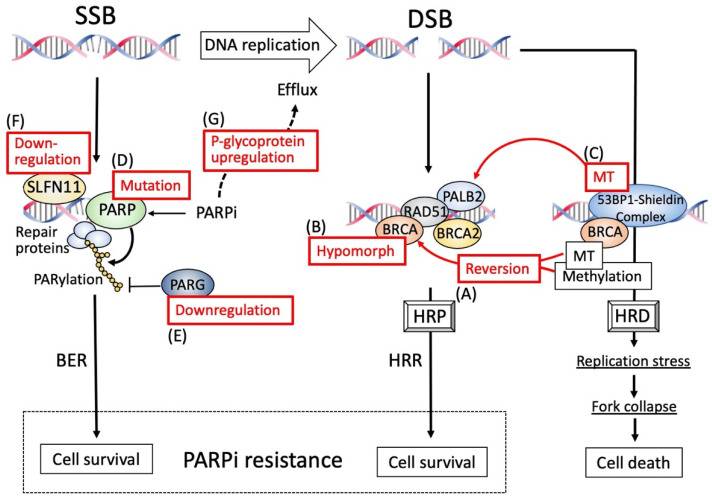 SSB
DNA replication
DSB
Efflux
(F)
Down-
regulation
SLFN11
(D)
Mutation
PARP
(G)
P-glycoprotein
upregulation
PARPi
Repair
proteins
PARylation
PARG
Downregulation
(E)
(B)
Hypomorph
RAD51
PALB2
BRCA
BRCA2
Reversion
(A)
(C)
MT
53BP1-Shieldin
Complex
BRCA
MT
Methylation
HRP
HRD
BER
HRR
Replication stress
Fork collapse
Cell survival
PARPi resistance
Cell survival
Cell death